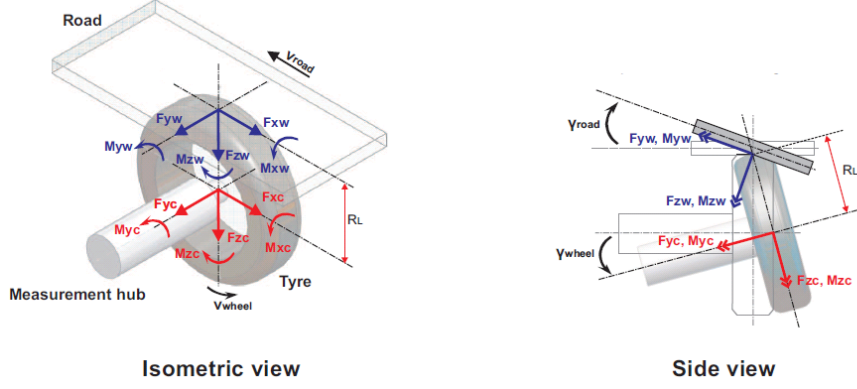 Road
Vroad
Fyw
Fxw
Myw
Mzw
Fzw
Mxw
Fyc
Fxc
RL
Myc
Fzc
Mxc
Mzc
Tyre
Measurement hub
Vwheel
Isometric view
γroad
Fyw, Myw
RL
Fzw, Mzw
Fyc, Myc
γwheel
Fzc, Mzc
Side view